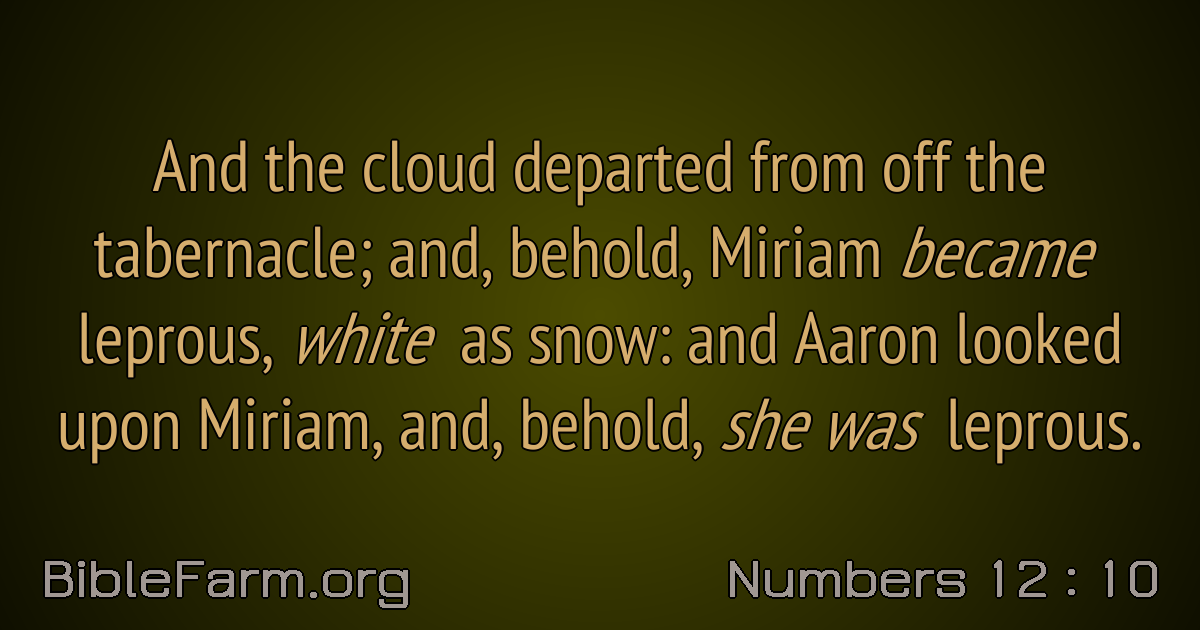 And the cloud departed from off the
tabernacle; and, behold, Miriam became
leprous, white as snow: and Aaron looked
upon Miriam, and, behold, she was leprous.
BibleFarm.org
Numbers 12 : 10